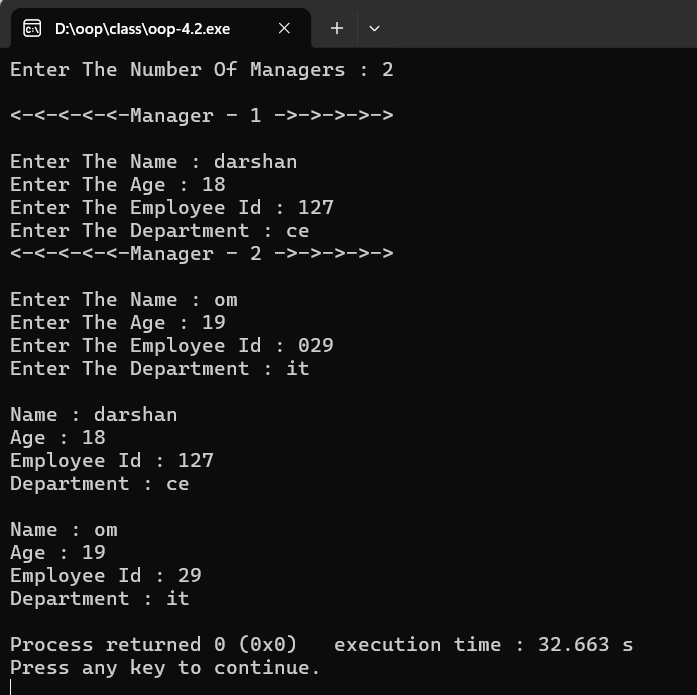 D:\oop\class\oop-4.2.exe
Enter The Number Of Managers : 2
<-<-<-<-<-Manager - 1 ->->->->->
Enter The Name : darshan
Enter The Age : 18
Enter The Employee Id : 127
Enter The Department : ce
<-<-<-<-<-Manager - 2 ->->->->->
Enter The Name : om
Enter The Age : 19
Enter The Employee Id : 029
Enter The Department : it
Name : darshan
Age : 18
Employee Id : 127
Department : ce
Name : om
Age : 19
Employee Id : 29
Department : it
Process returned 0 (0x0)   execution time : 32.663 s
Press any key to continue.